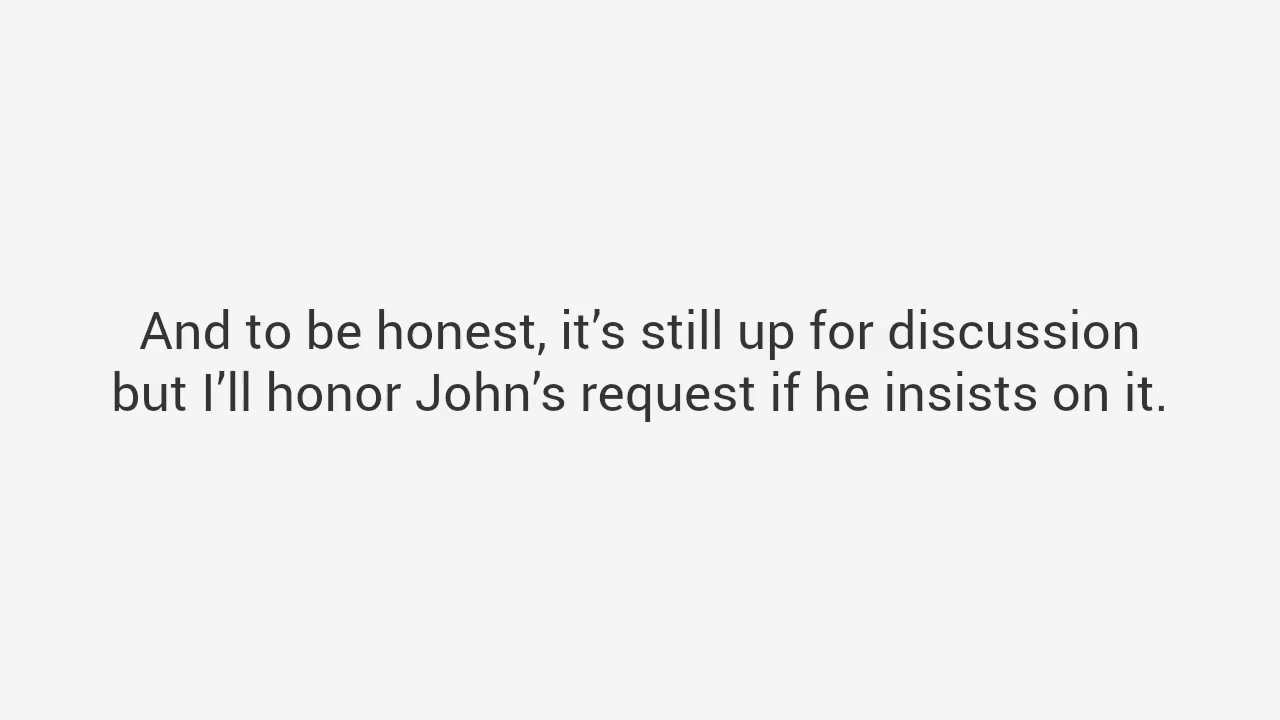 And to be honest, it’s still up for discussion
but I’ll honor John’s request if he insists on it.